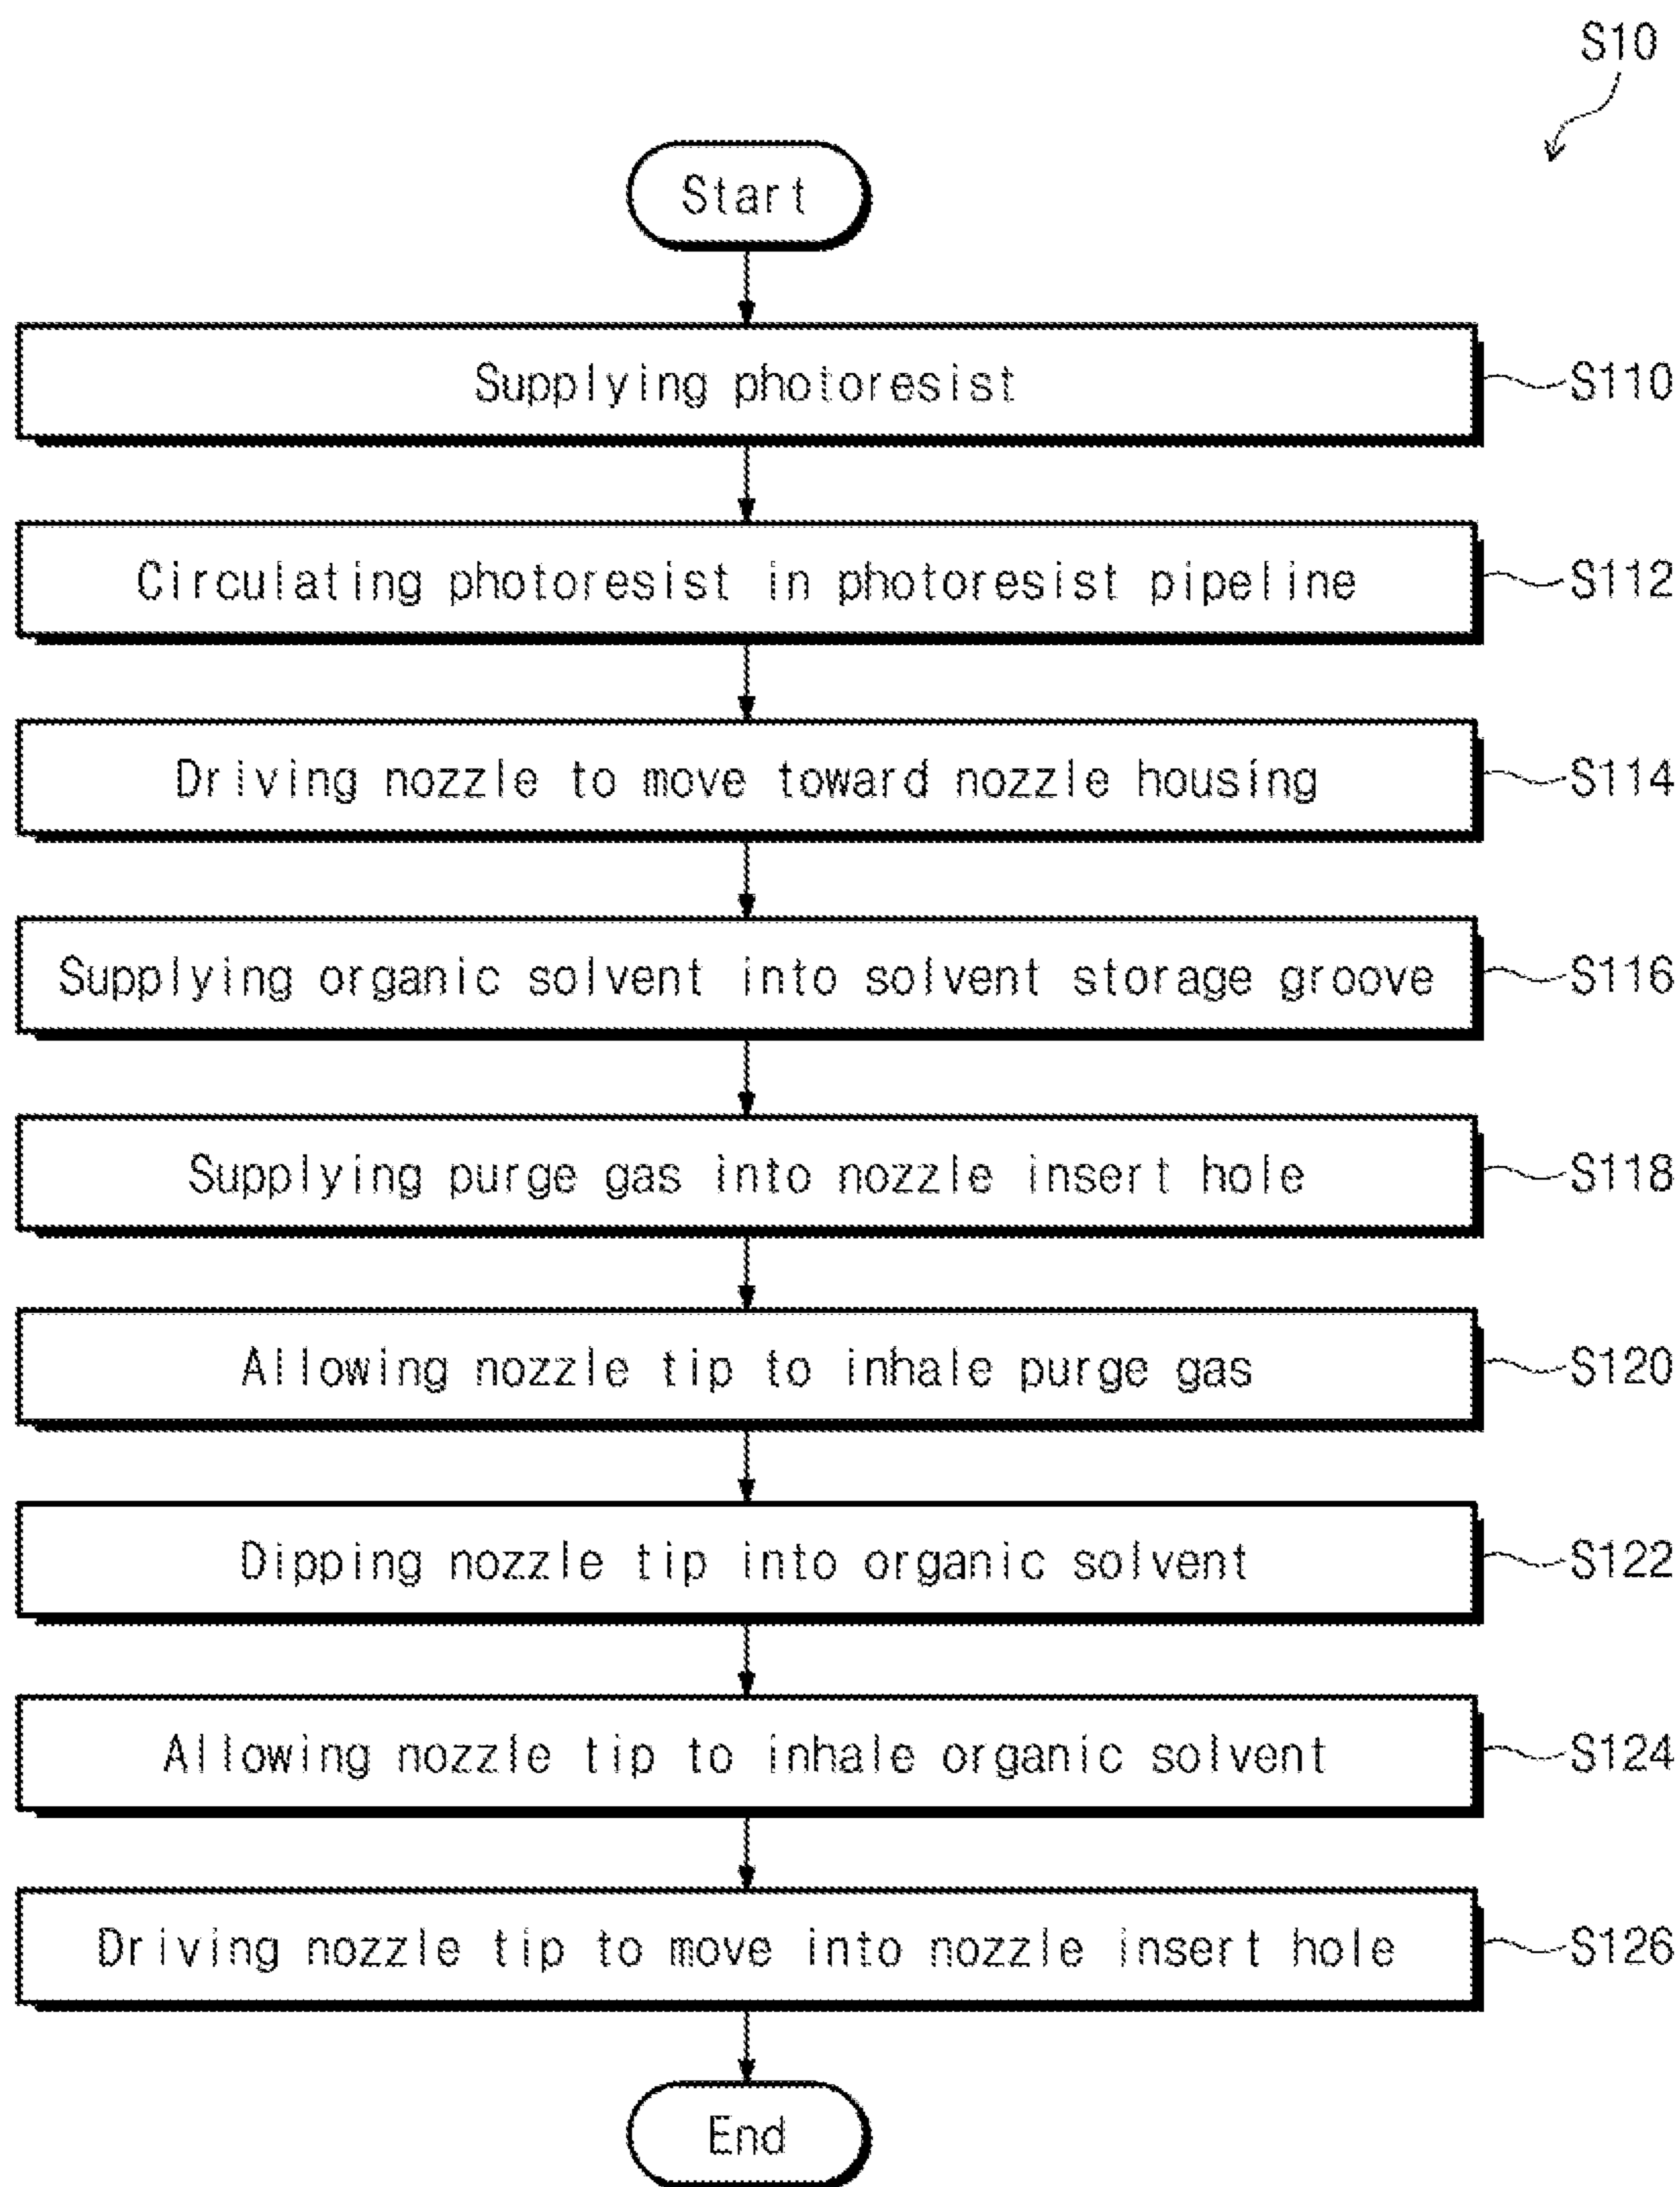 S10
Start
Supplying photoresist
S110
Circulating photoresist in photoresist pipeline
S112
Driving nozzle to move toward nozzle housing
S114
Supplying organic solvent into solvent storage groove
S116
Supplying purge gas into nozzle insert hole
S118
Allowing nozzle tip to inhale purge gas
S120
Dipping nozzle tip into organic solvent
S122
Allowing nozzle tip to inhale organic solvent
S124
Driving nozzle tip to move into nozzle insert hole
S126
End